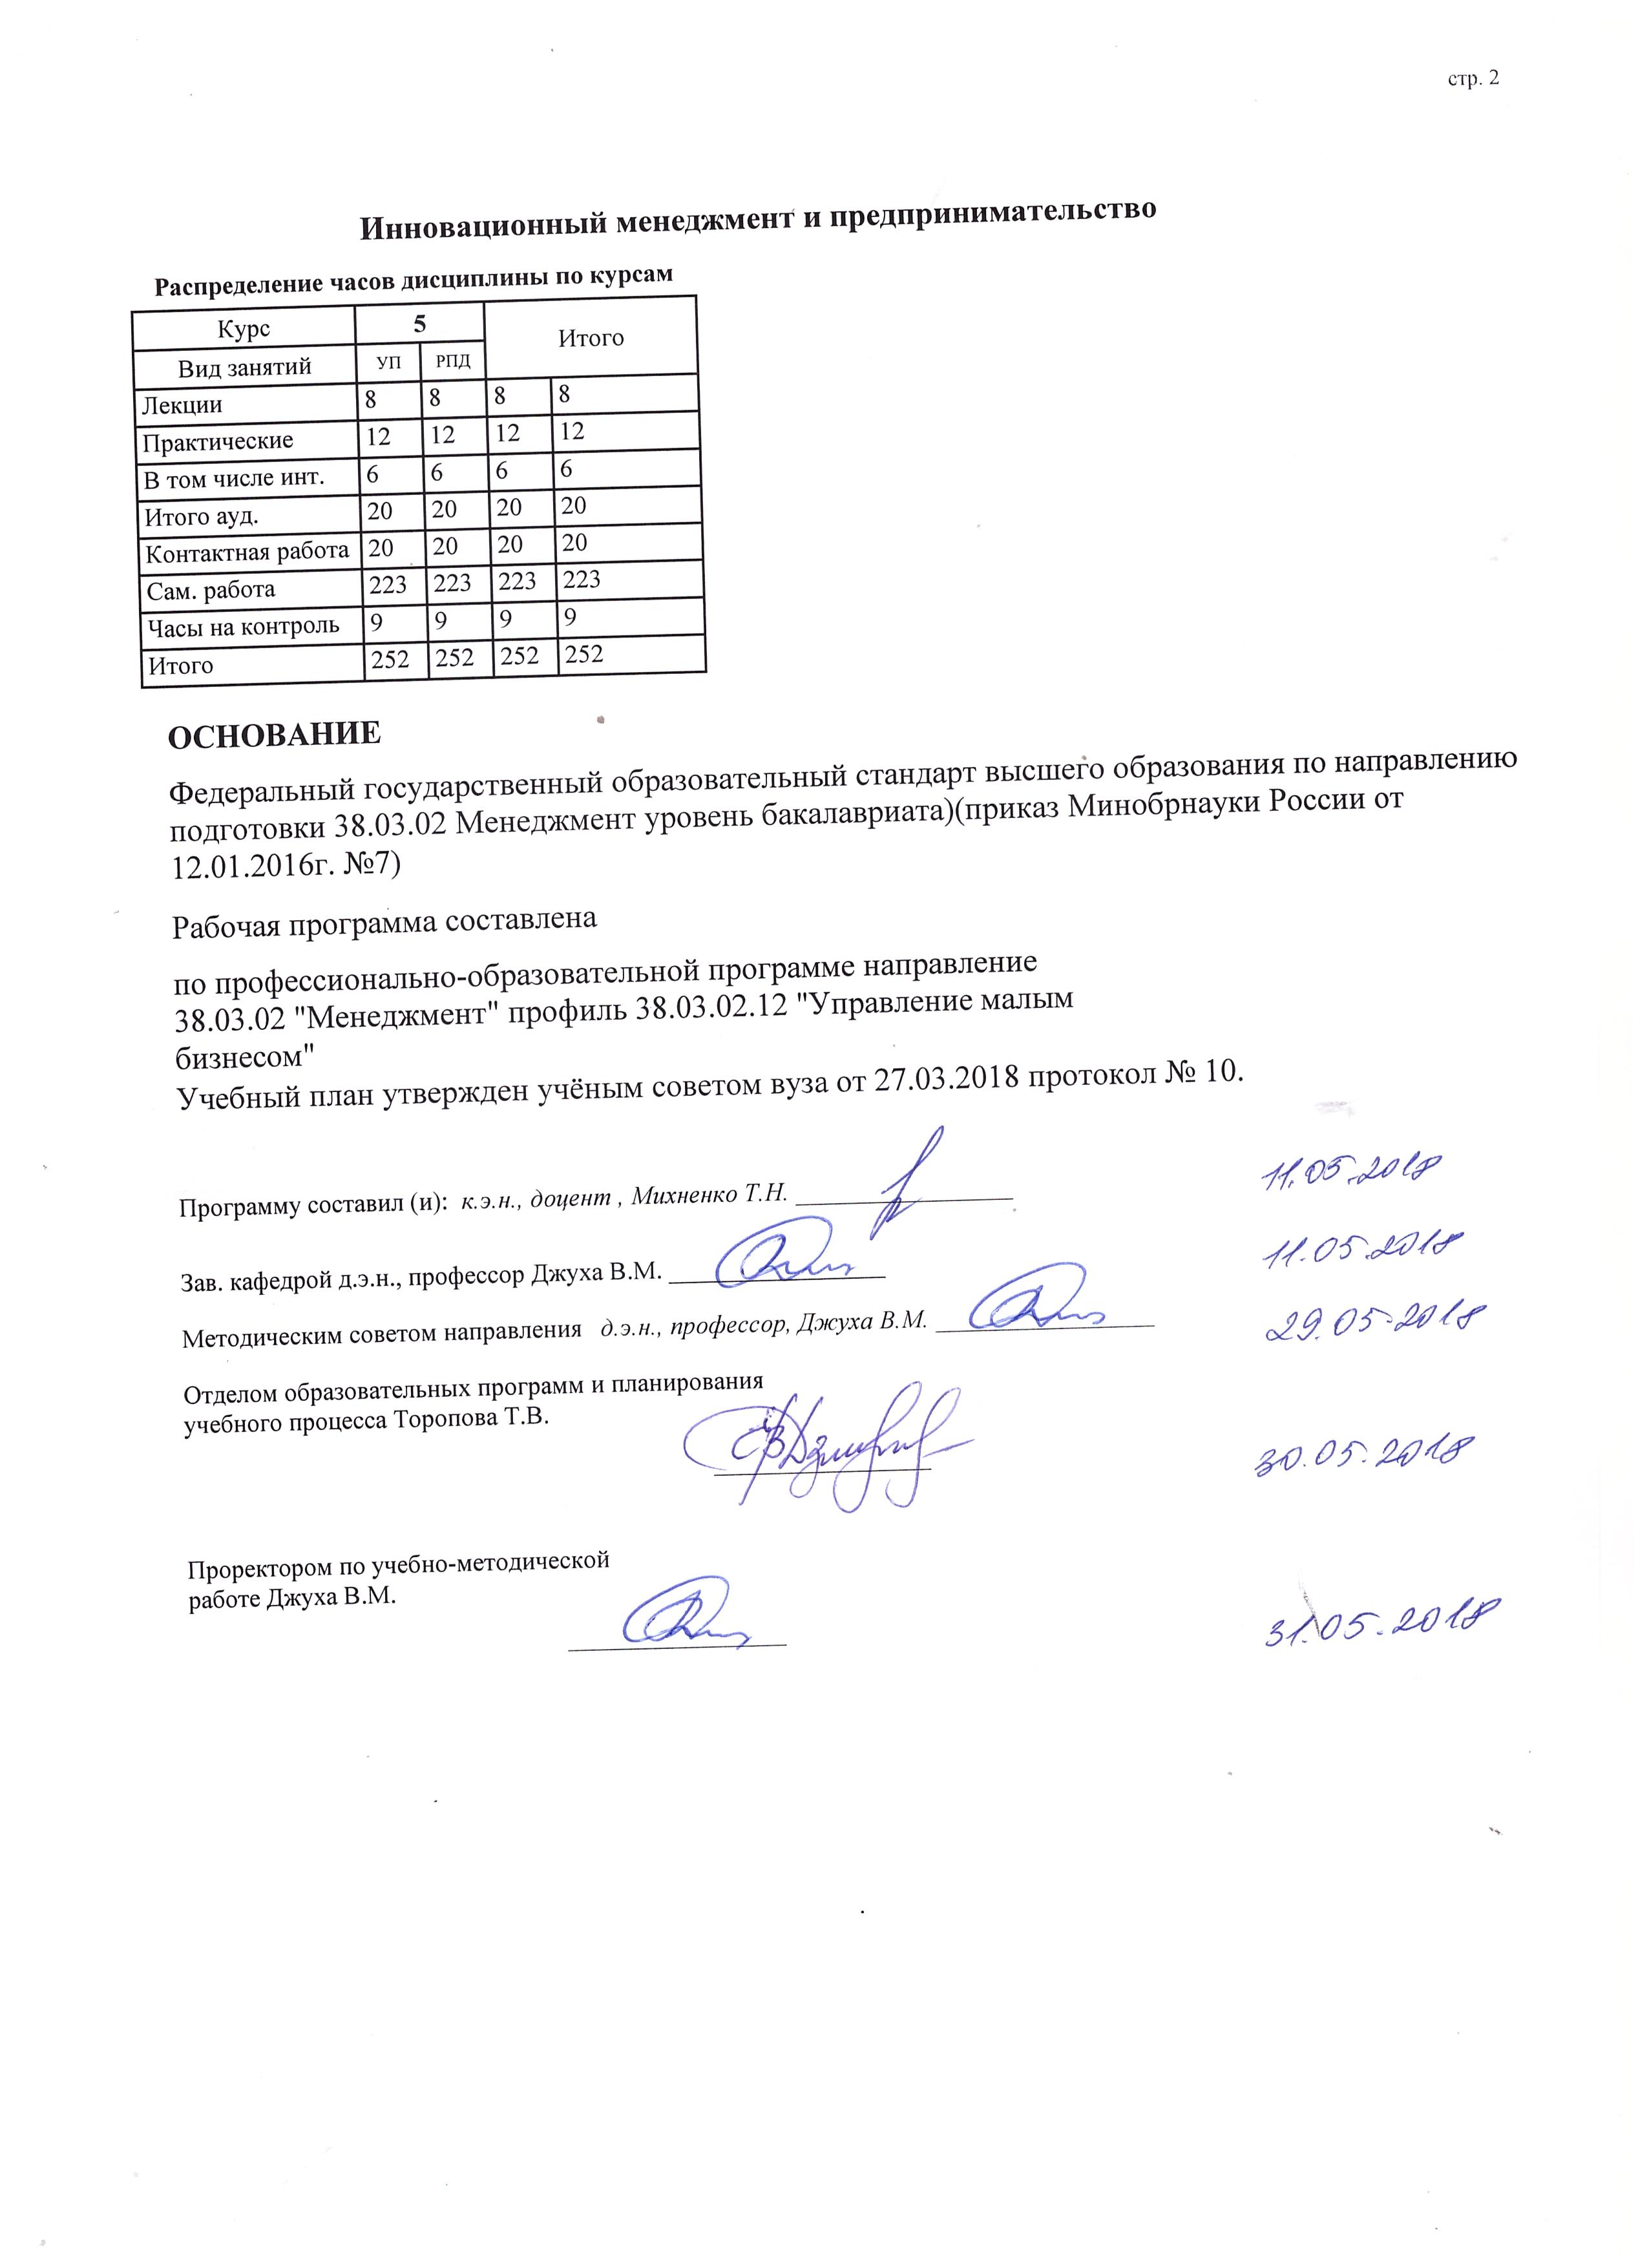 стр. 2
Инновационный менеджмент и предпринимательство
Распределение часов дисциплины по курсам
Курс 5 Итого
Вид занятий УП РПД
Лекции 8 8 8 8
Практические 12 12 12 12
В том числе инт. 6 6 6 6
Итого ауд. 20 20 20 20
Контактная работа 20 20 20 20
Сам. работа 223 223 223 223
Часы на контроль 9 9 9 9
Итого 252 252 252 252
ОСНОВАНИЕ
Федеральный государственный образовательный стандарт высшего образования по направлению
подготовки 38.03.02 Менеджмент уровень бакалавриата)(приказ Минобрнауки России от
12.01.2016г. №7)
Рабочая программа составлена
по профессионально-образовательной программе направление
38.03.02 "Менеджмент" профиль 38.03.02.12 "Управление малым
бизнесом"
Учебный план утвержден учёным советом вуза от 27.03.2018 протокол № 10.
Программу составил (и): к.э.н., доцент , Михненко Т.Н. 11.05.2018
Зав. кафедрой д.э.н., профессор Джуха В.М. 11.05.2018
Методическим советом направления д.э.н., профессор, Джуха В.М. 29.05.2018
Отделом образовательных программ и планирования
учебного процесса Торопова Т.В.
30.05.2018
Проректором по учебно-методической
работе Джуха В.М.
31.05.2018